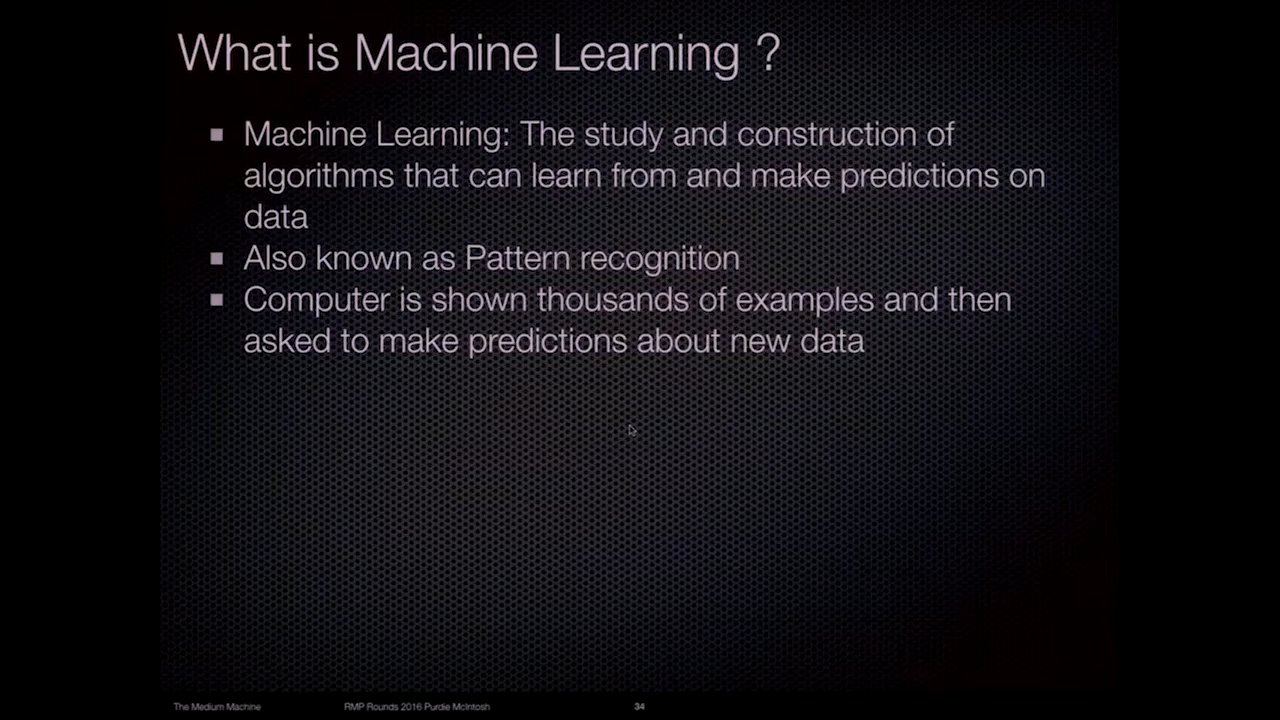 What is Machine Learning ?
Machine Learning: The study and construction of
algorithms that can learn from and make predictions on
data
Also known as Pattern recognition
Computer is shown thousands of examples and then
asked to make predictions about new data
The Medium Machine
RMP Rounds 2016 Purdie McIntosh
34